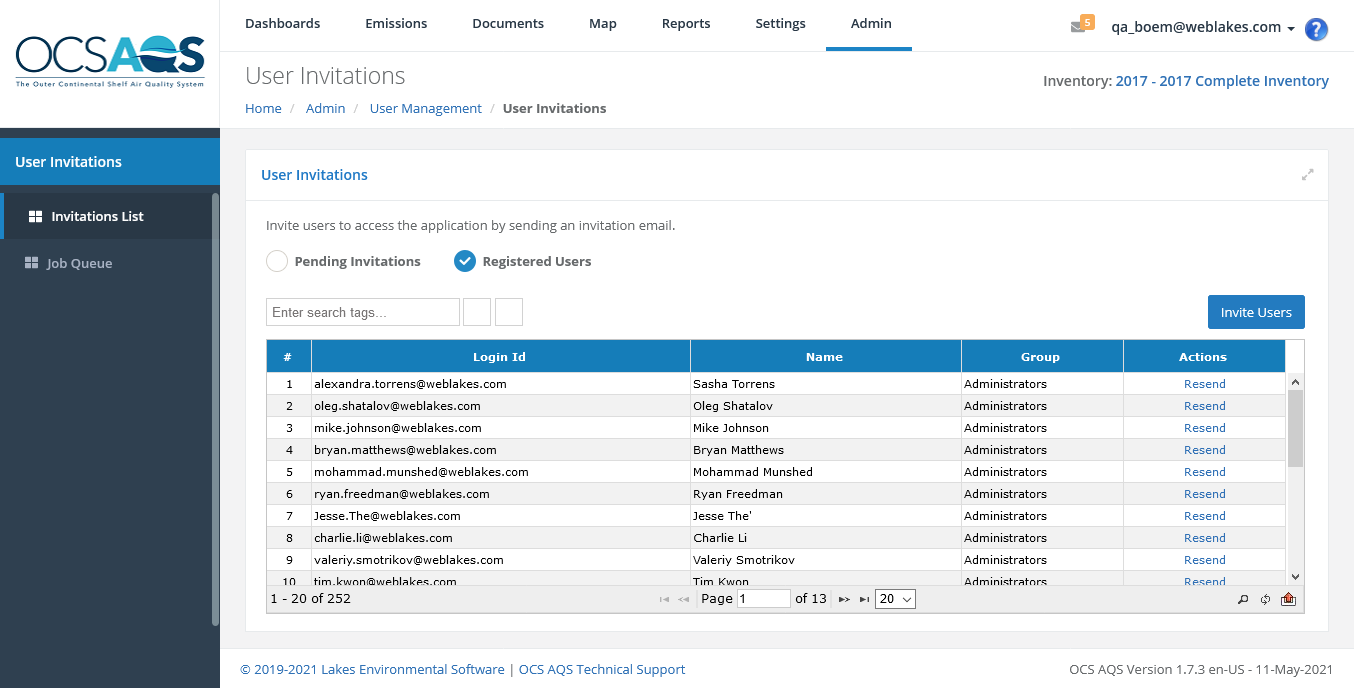 OCSAQS
The Outer Continental Shelf Air Quality System
Dashboards Emissions Documents Map Reports Settings Admin
5 qa_boem@weblakes.com ?
User Invitations
Inventory: 2017 - 2017 Complete Inventory
Home / Admin / User Management / User Invitations
User Invitations
Invitations List
Job Queue
User Invitations
Invite users to access the application by sending an invitation email.
Pending Invitations Registered Users
Enter search tags... Invite Users
# Login Id Name Group Actions
1 alexandra.torrens@weblakes.com Sasha Torrens Administrators Resend
2 oleg.shatalov@weblakes.com Oleg Shatalov Administrators Resend
3 mike.johnson@weblakes.com Mike Johnson Administrators Resend
4 bryan.matthews@weblakes.com Bryan Matthews Administrators Resend
5 mohammad.munshed@weblakes.com Mohammad Munshed Administrators Resend
6 ryan.freedman@weblakes.com Ryan Freedman Administrators Resend
7 Jesse.The@weblakes.com Jesse The' Administrators Resend
8 charlie.li@weblakes.com Charlie Li Administrators Resend
9 valeriy.smotrikov@weblakes.com Valeriy Smotrikov Administrators Resend
10 tim.kwon@weblakes.com Tim Kwon Administrators Resend
1 - 20 of 252 Page 1 of 13 20
© 2019-2021 Lakes Environmental Software | OCS AQS Technical Support
OCS AQS Version 1.7.3 en-US - 11-May-2021